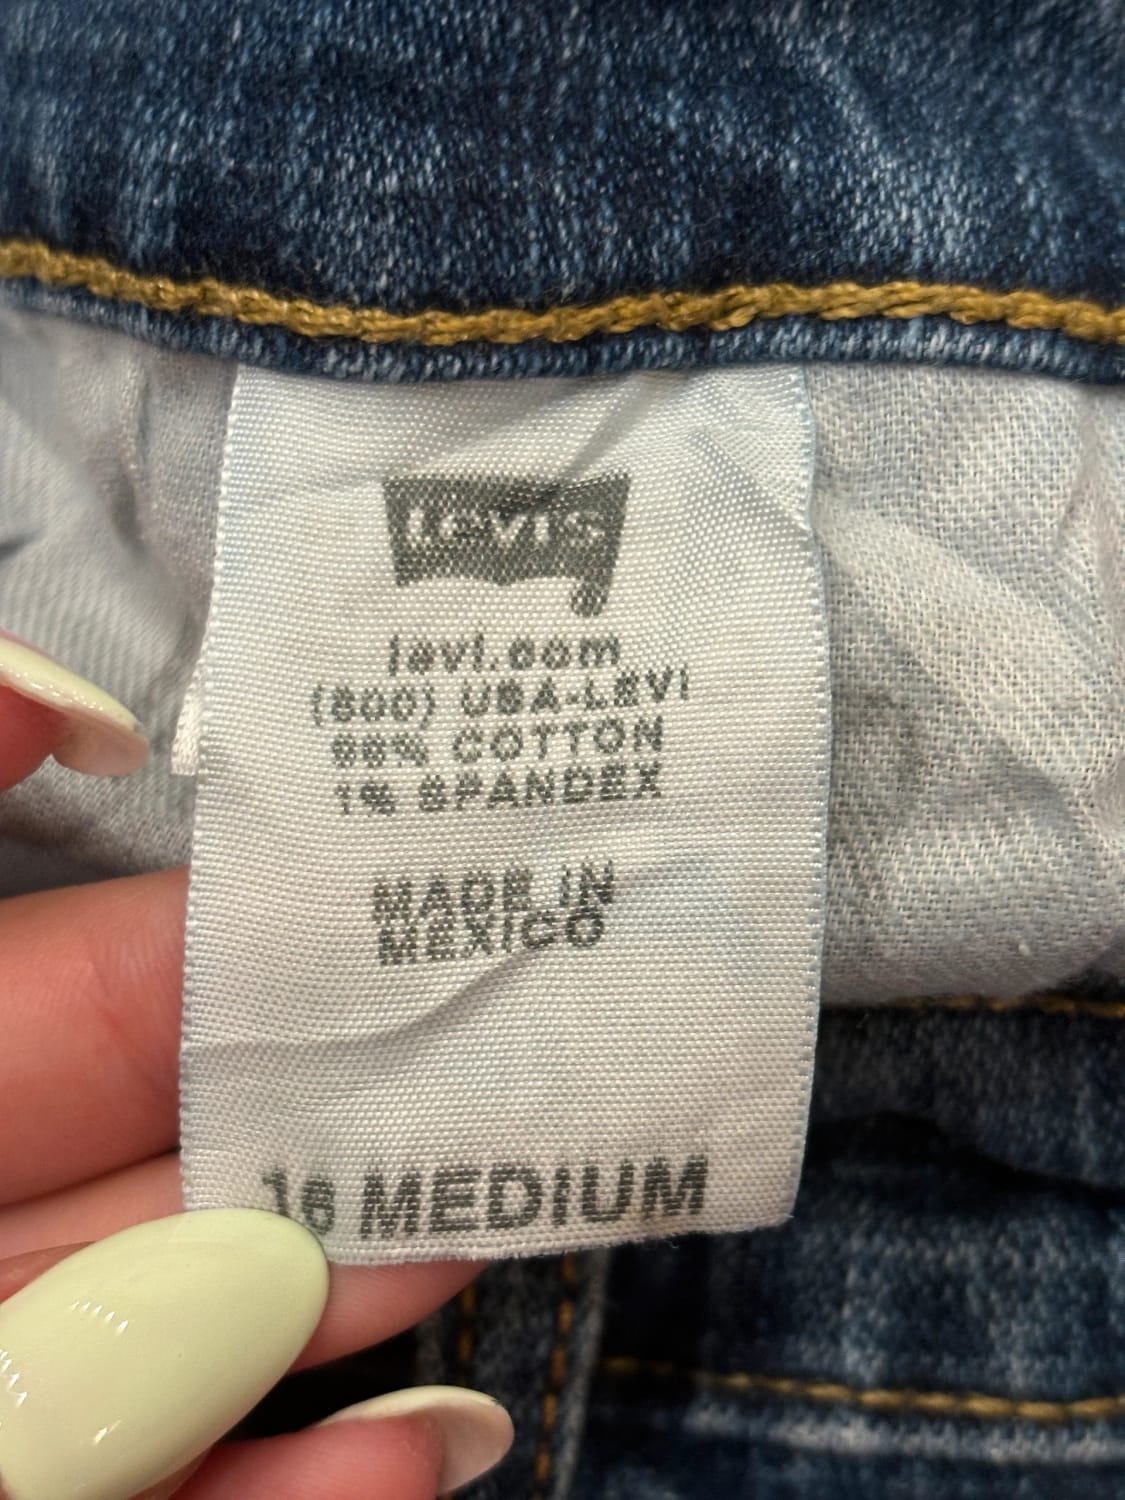 Levi's
levi.com
(800) USA-LEVI
99% COTTON
1% SPANDEX
MADE IN
MEXICO
16 MEDIUM